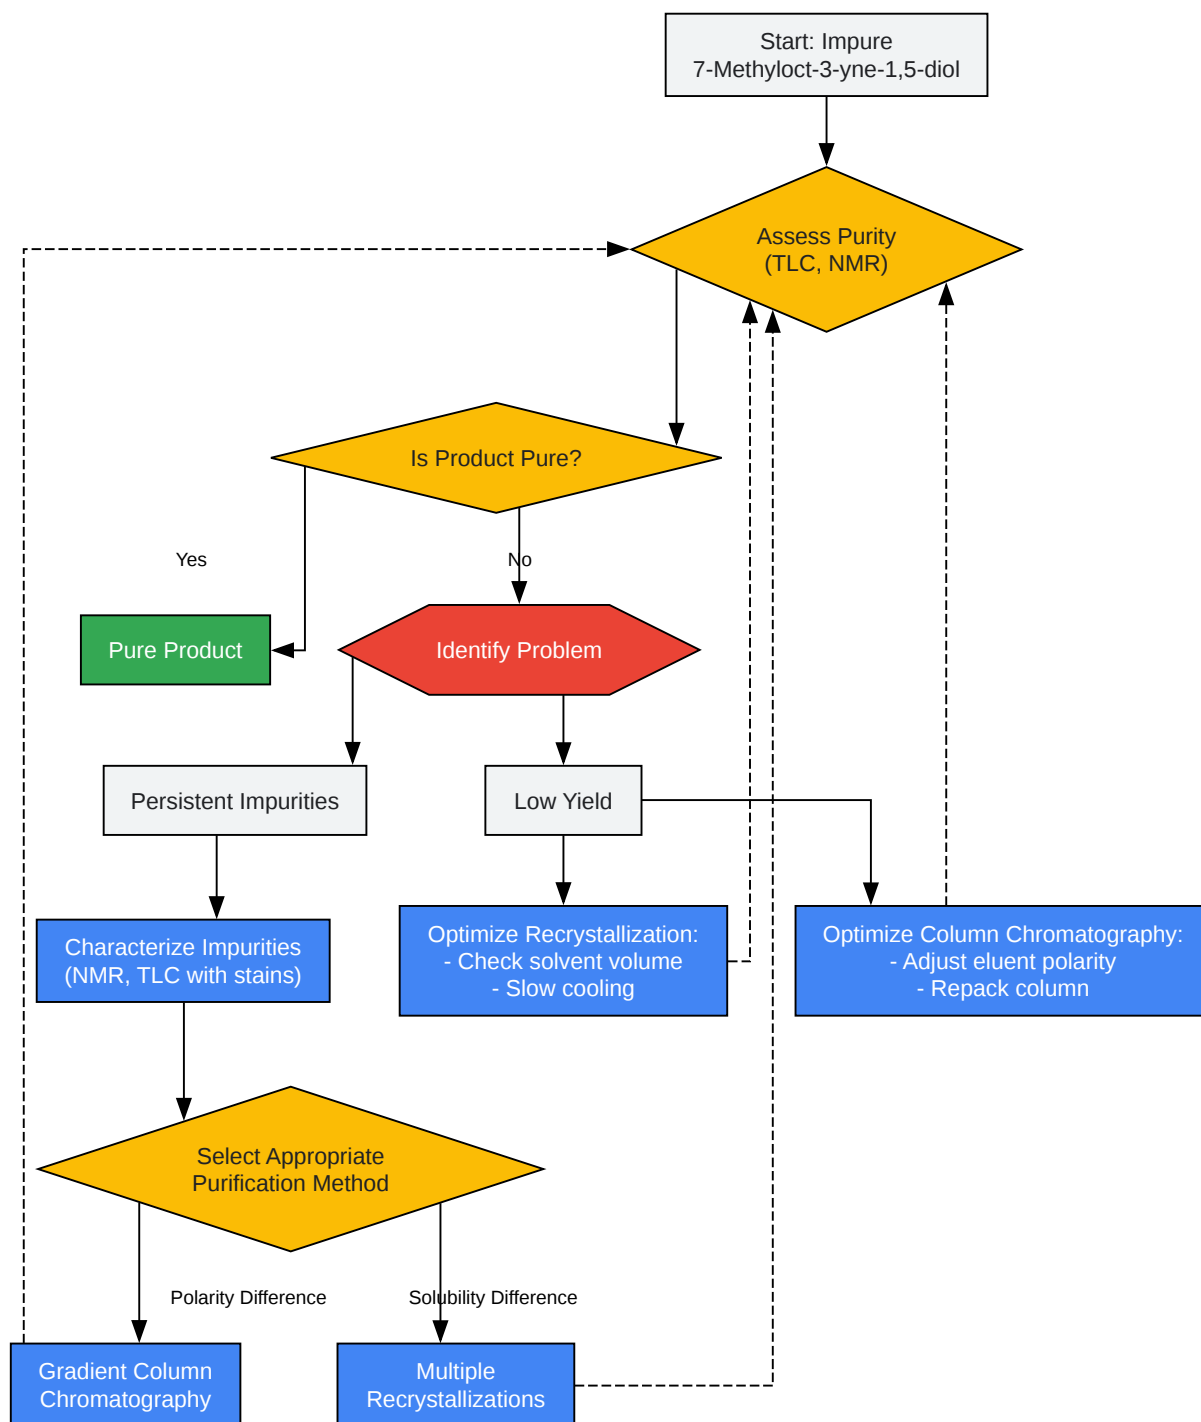 Start: Impure
7-Methyloct-3-yne-1,5-diol
Assess Purity
(TLC, NMR)
Is Product Pure?
Yes
No
Pure Product
Identify Problem
Persistent Impurities
Low Yield
Characterize Impurities
(NMR, TLC with stains)
Optimize Recrystallization:
- Check solvent volume
- Slow cooling
Optimize Column Chromatography:
- Adjust eluent polarity
- Repack column
Select Appropriate
Purification Method
Polarity Difference
Solubility Difference
Gradient Column
Chromatography
Multiple
Recrystallizations